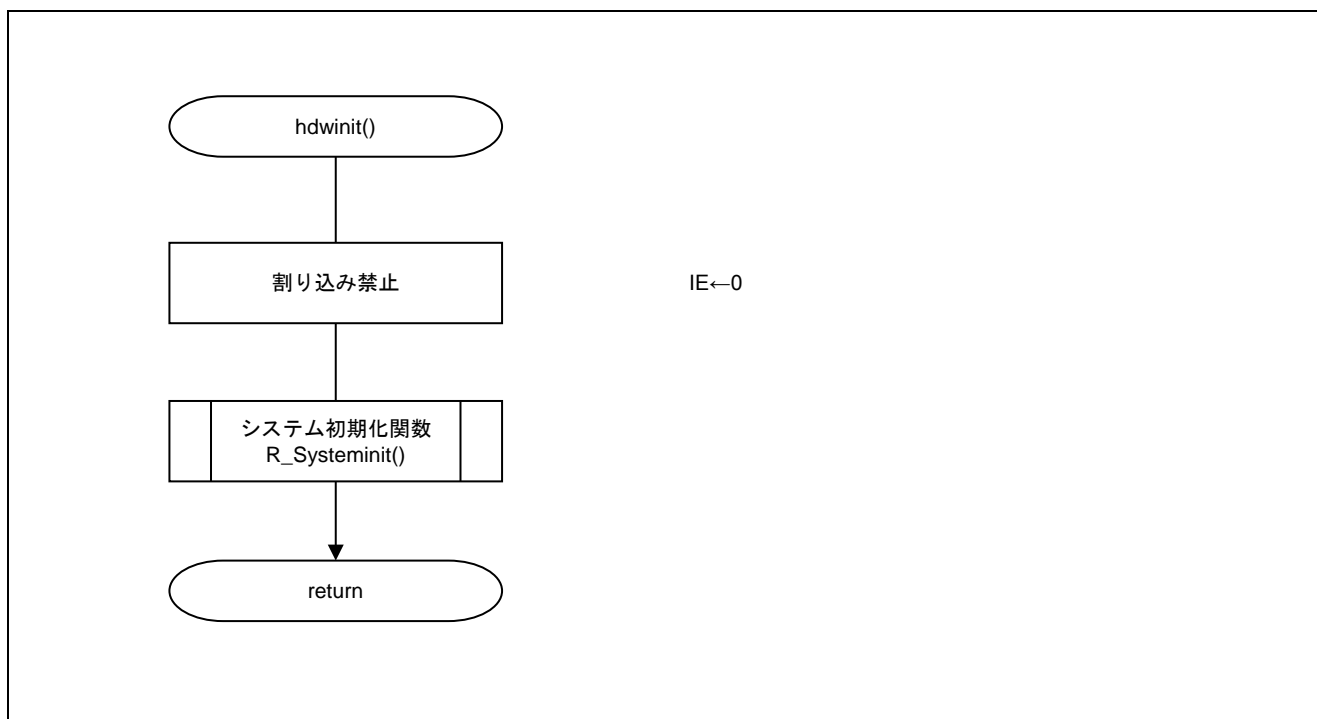 hdwinit()
割り込み禁止
IE←0
システム初期化関数
R_Systeminit()
return